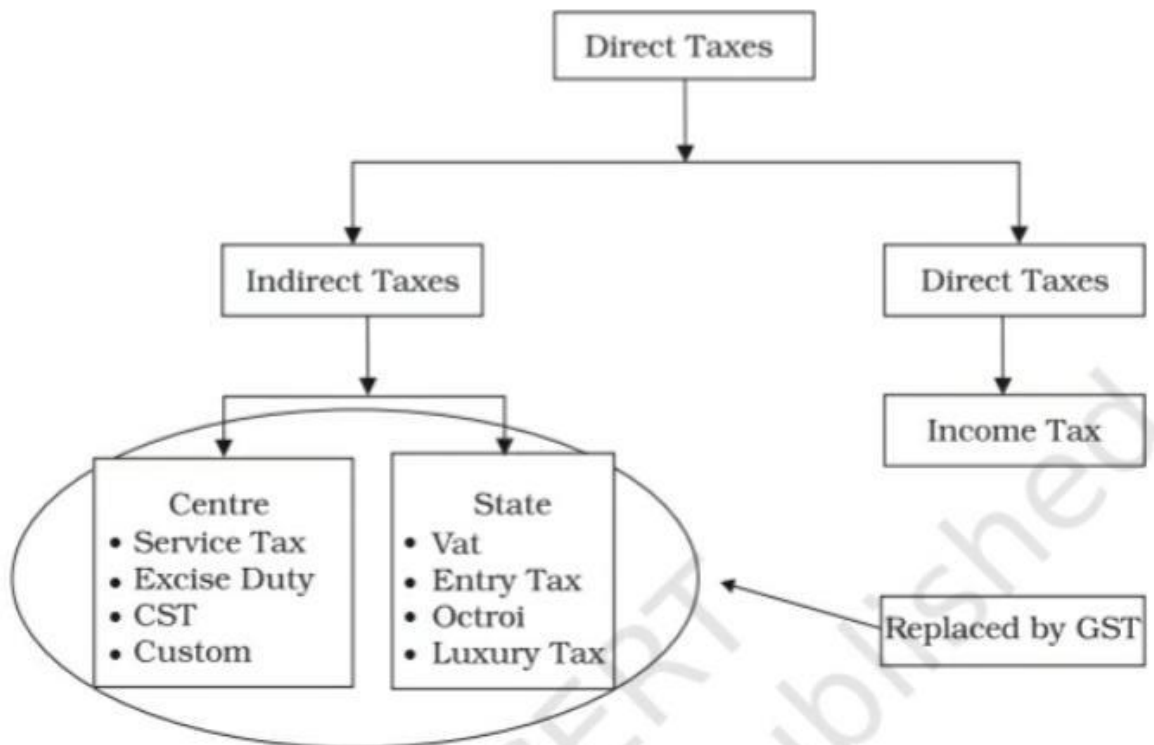 Direct Taxes
Indirect Taxes
Direct Taxes
Income Tax
Centre
• Service Tax
• Excise Duty
• CST
• Custom
State
• Vat
• Entry Tax
• Octroi
• Luxury Tax
Replaced by GST